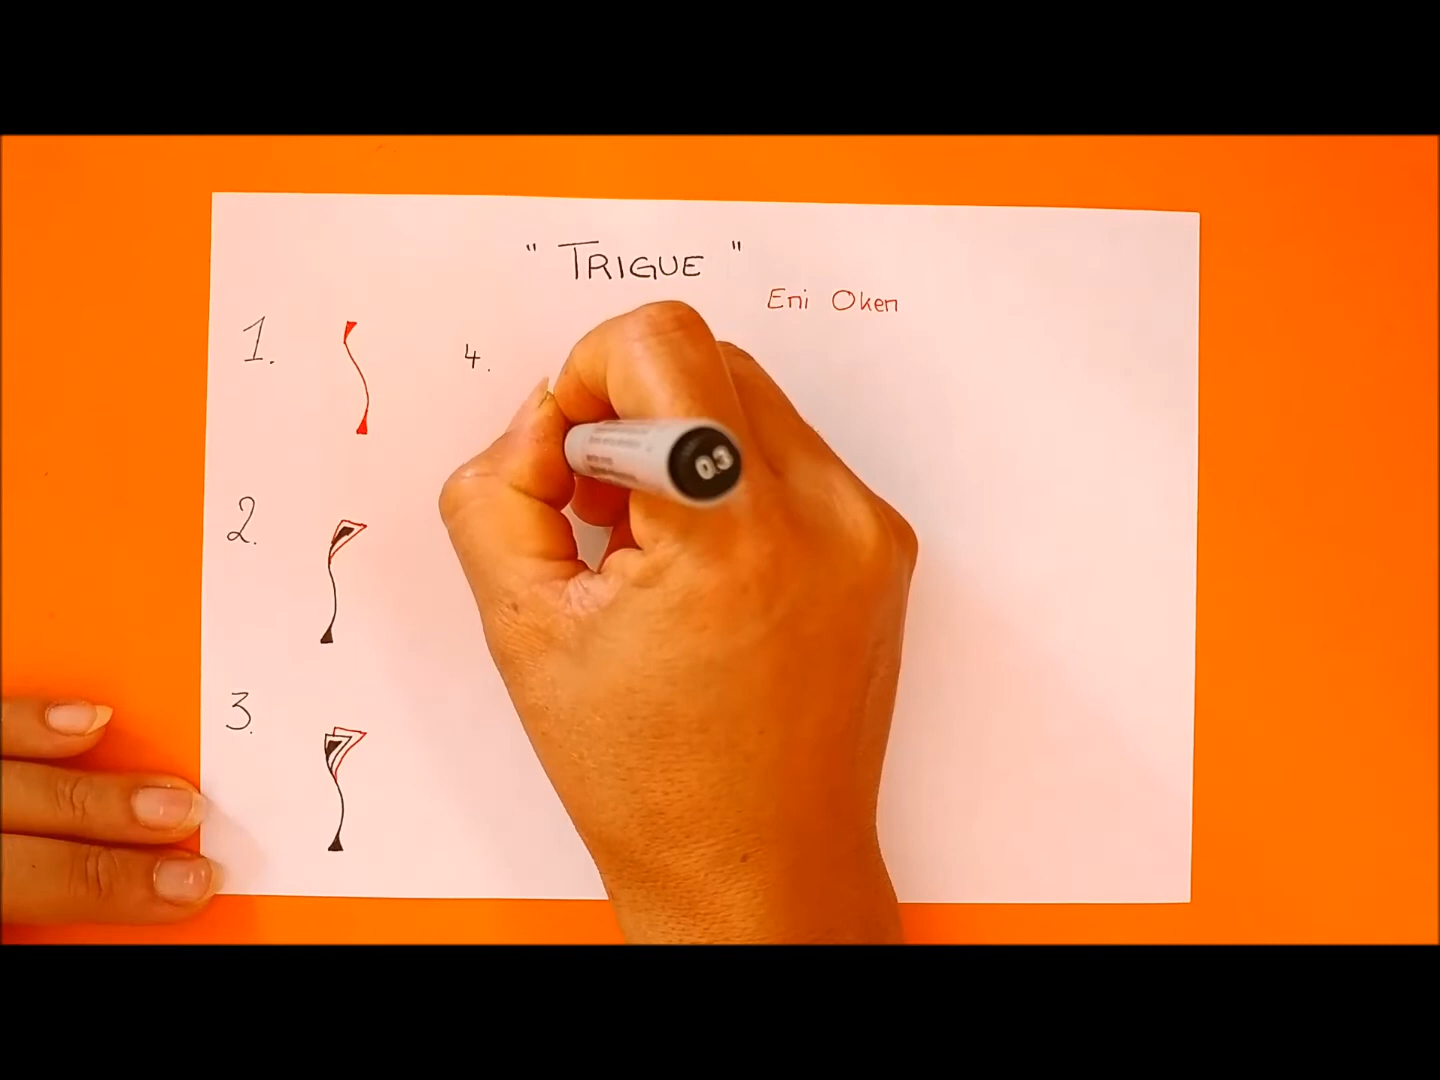 " TRIGUE "
Eni Oken
1.
4.
2.
3.
0.3